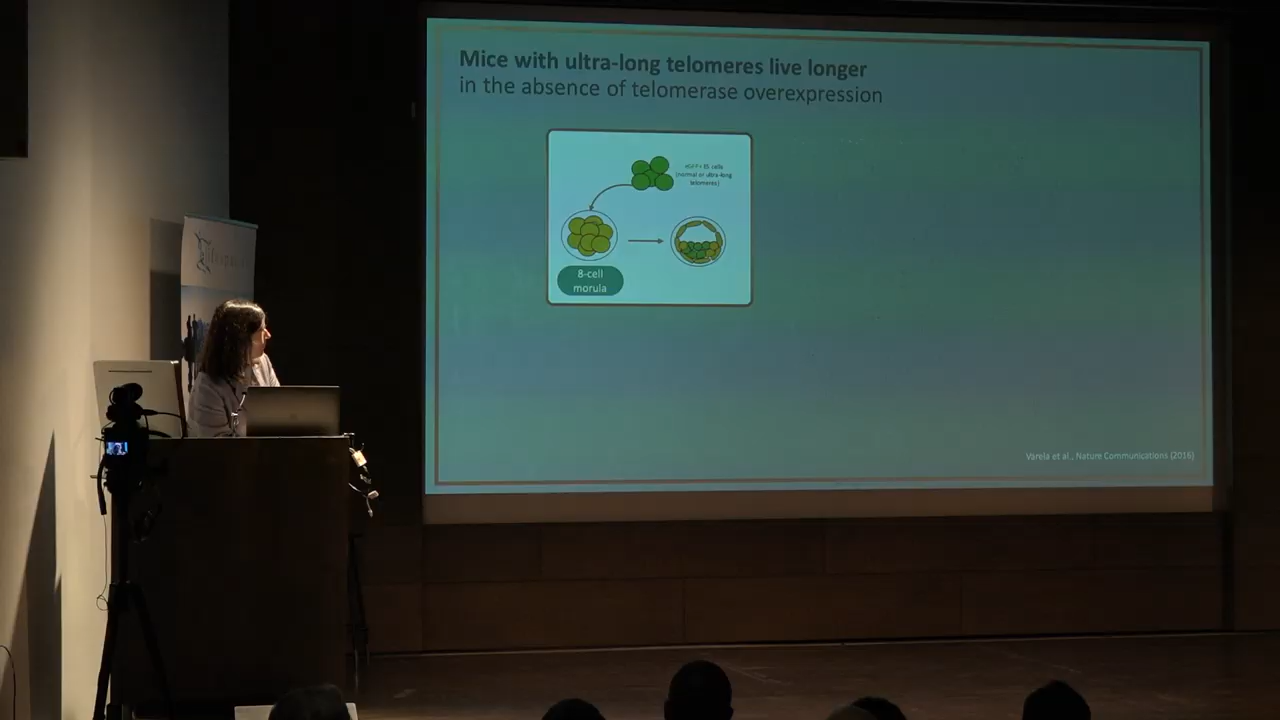 Mice with ultra-long telomeres live longer
in the absence of telomerase overexpression
eGFP+ ES cells
(normal or ultra-long
telomeres)
8-cell
morula
Varela et al., Nature Communications (2016)